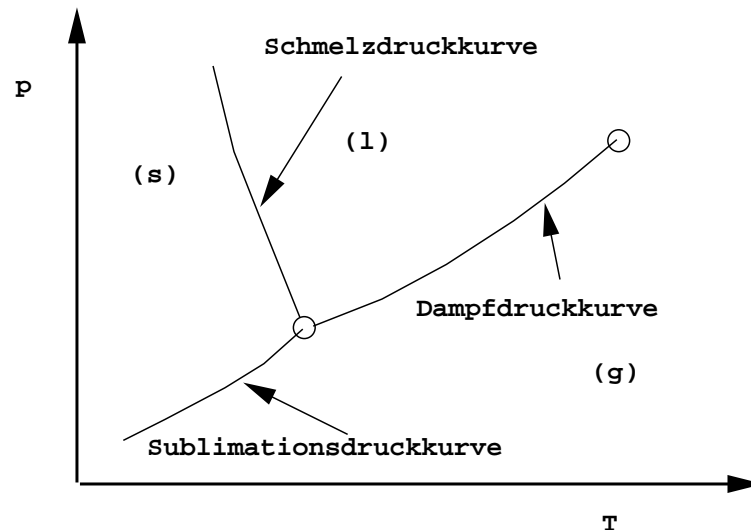 Schmelzdruckkurve
p
(l)
(s)
Dampfdruckkurve
(g)
Sublimationsdruckkurve
T